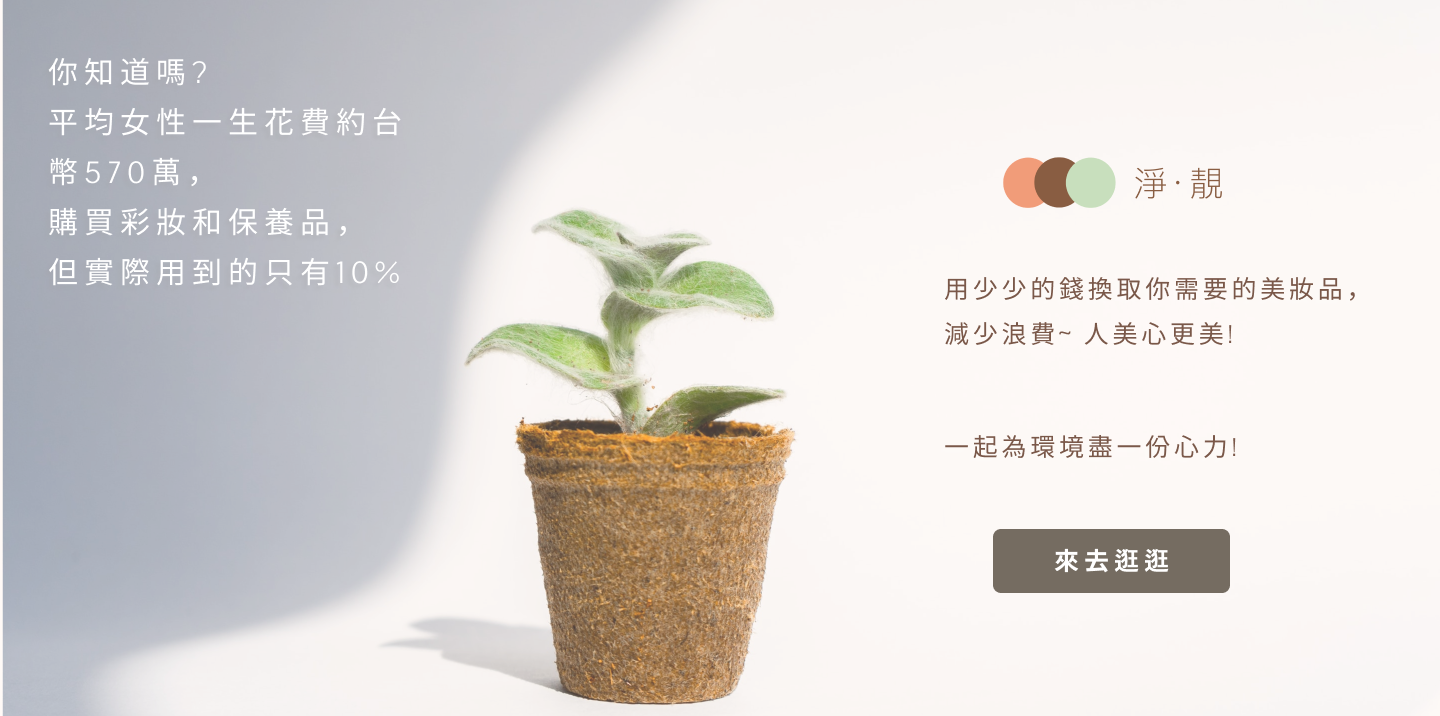 你知道嗎?
平均女性一生花費約台
幣570萬，
購買彩妝和保養品，
但實際用到的只有10%
淨·靚
用少少的錢換取你需要的美妝品，
減少浪費~ 人美心更美!
一起為環境盡一份心力!
來去逛逛